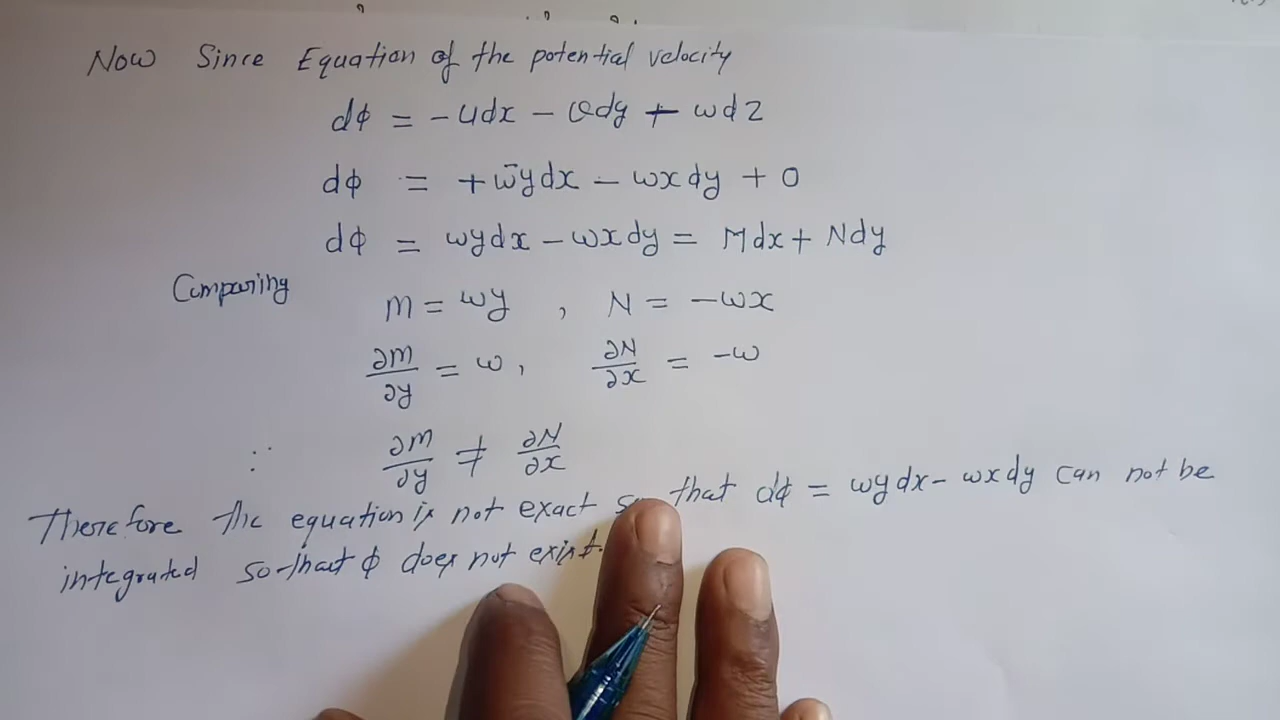 Now Since Equation of the potential velocity
dϕ = -udx - vdy + wdz
dϕ = +ωydx - ωxdy + 0
dϕ = ωydx - ωxdy = Mdx + Ndy
Comparing
M = ωy , N = -ωx
∂M/∂y = ω, ∂N/∂x = -ω
∵ ∂M/∂y ≠ ∂N/∂x
Therefore the equation is not exact that dϕ = ωydx - ωxdy can not be
integrated so that ϕ does not exist.